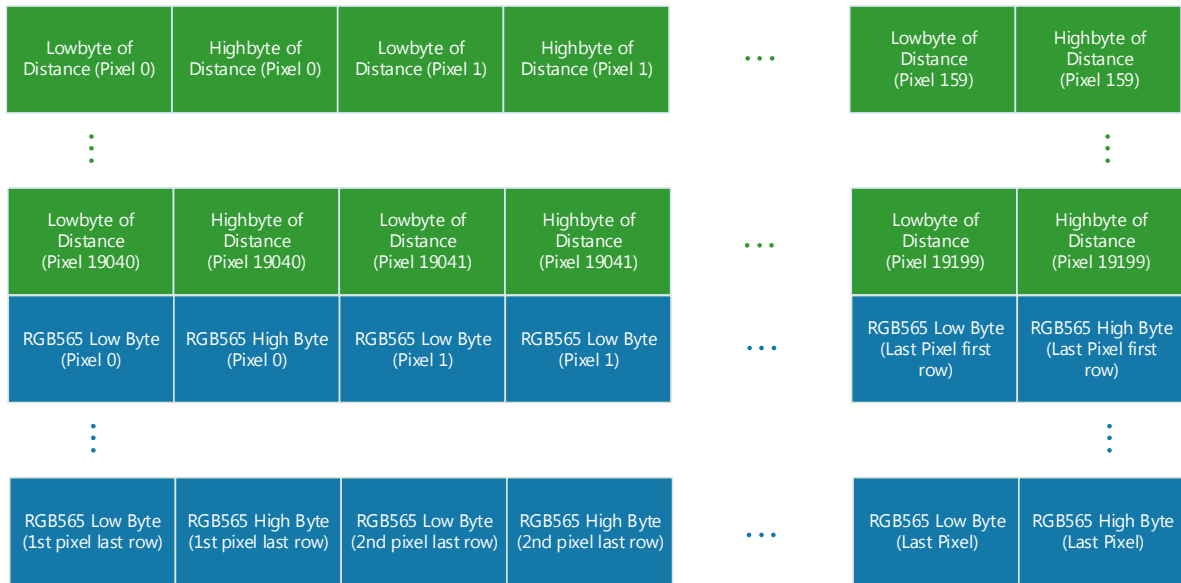 Lowbyte of
Distance (Pixel 0)
Highbyte of
Distance (Pixel 0)
Lowbyte of
Distance (Pixel 1)
Highbyte of
Distance (Pixel 1)
...
Lowbyte of
Distance
(Pixel 159)
Highbyte of
Distance
(Pixel 159)
Lowbyte of
Distance
(Pixel 19040)
Highbyte of
Distance
(Pixel 19040)
Lowbyte of
Distance
(Pixel 19041)
Highbyte of
Distance
(Pixel 19041)
...
Lowbyte of
Distance
(Pixel 19199)
Highbyte of
Distance
(Pixel 19199)
RGB565 Low Byte
(Pixel 0)
RGB565 High Byte
(Pixel 0)
RGB565 Low Byte
(Pixel 1)
RGB565 Low Byte
(Pixel 1)
...
RGB565 Low Byte
(Last Pixel first
row)
RGB565 High Byte
(Last Pixel first
row)
RGB565 Low Byte
(1st pixel last row)
RGB565 High Byte
(1st pixel last row)
RGB565 Low Byte
(2nd pixel last row)
RGB565 High Byte
(2nd pixel last row)
...
RGB565 Low Byte
(Last Pixel)
RGB565 High Byte
(Last Pixel)